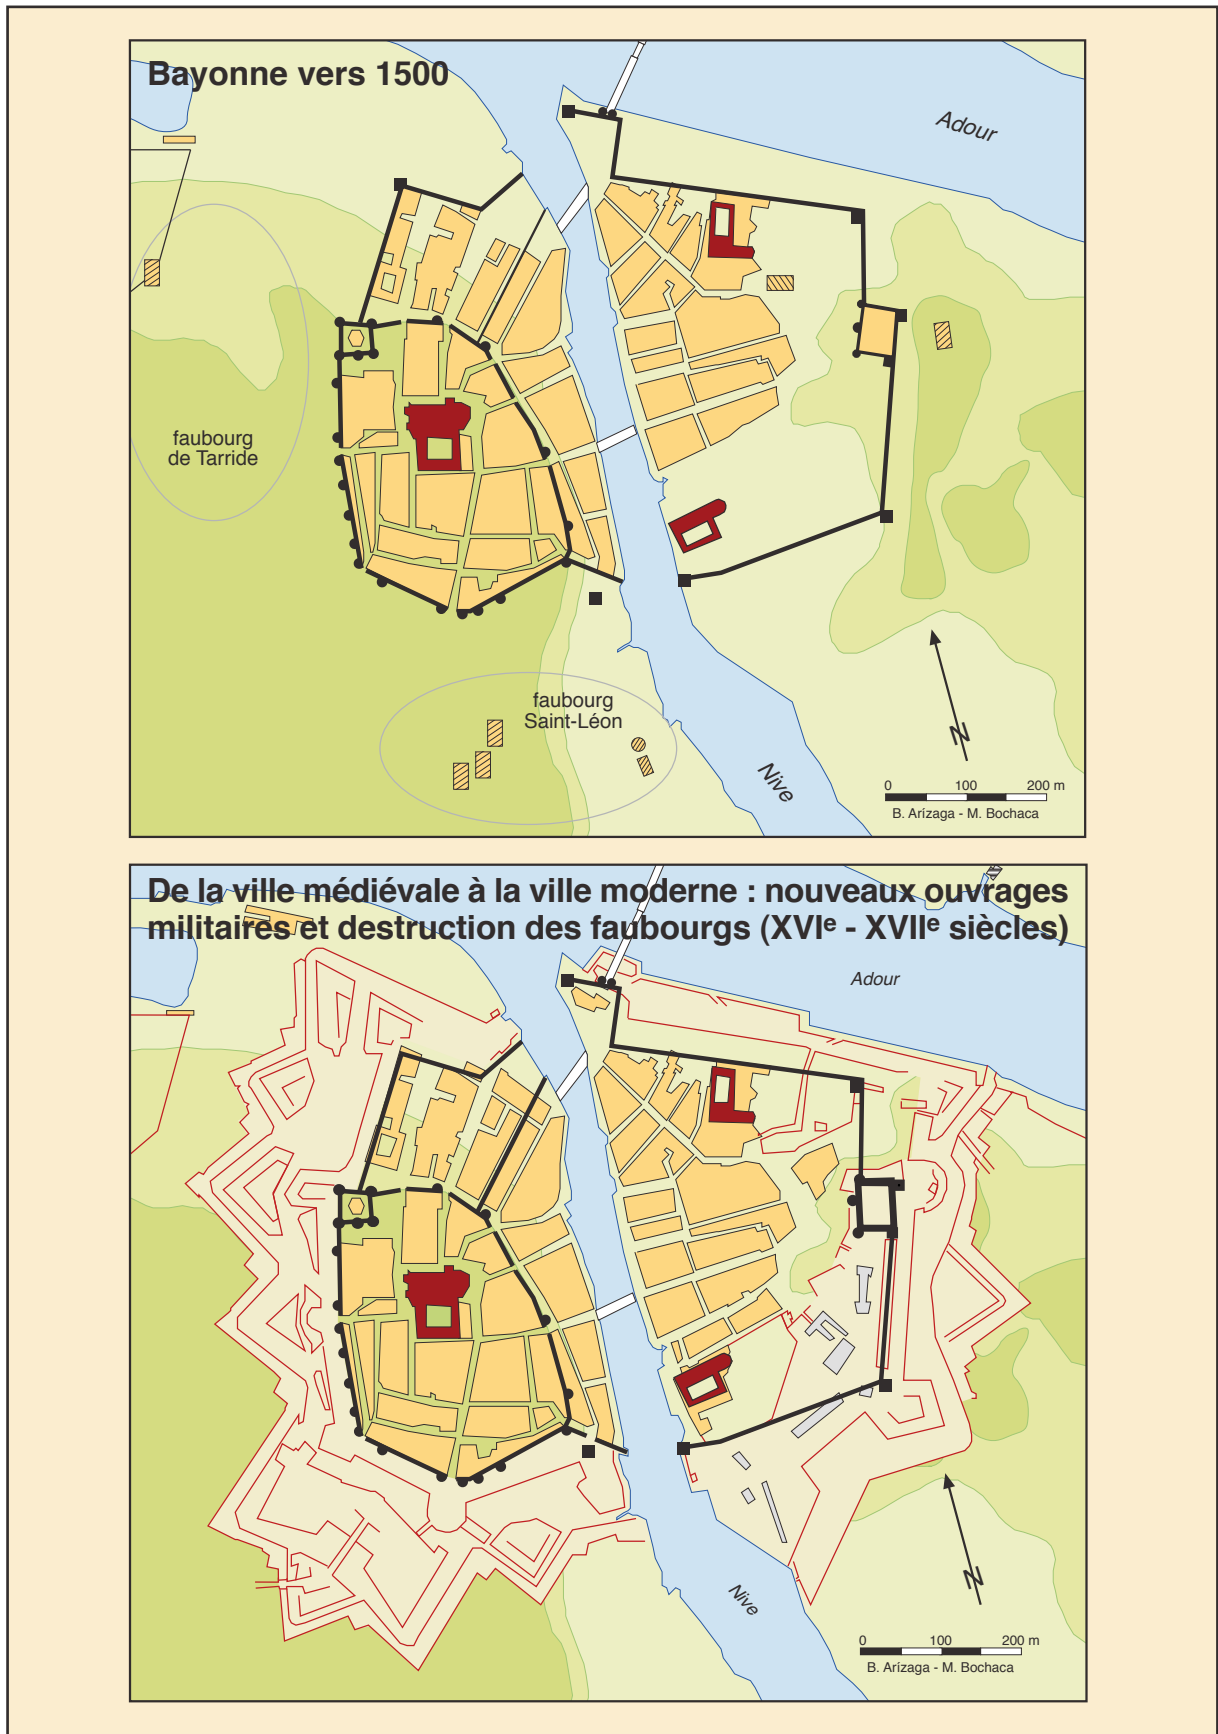 Bayonne vers 1500
Adour
faubourg
de Tarride
faubourg
Saint-Léon
Nive
N
0 100 200 m
B. Arízaga - M. Bochaca
De la ville médiévale à la ville moderne : nouveaux ouvrages
militaires et destruction des faubourgs (XVIe - XVIIe siècles)
Adour
Nive
N
0 100 200 m
B. Arízaga - M. Bochaca